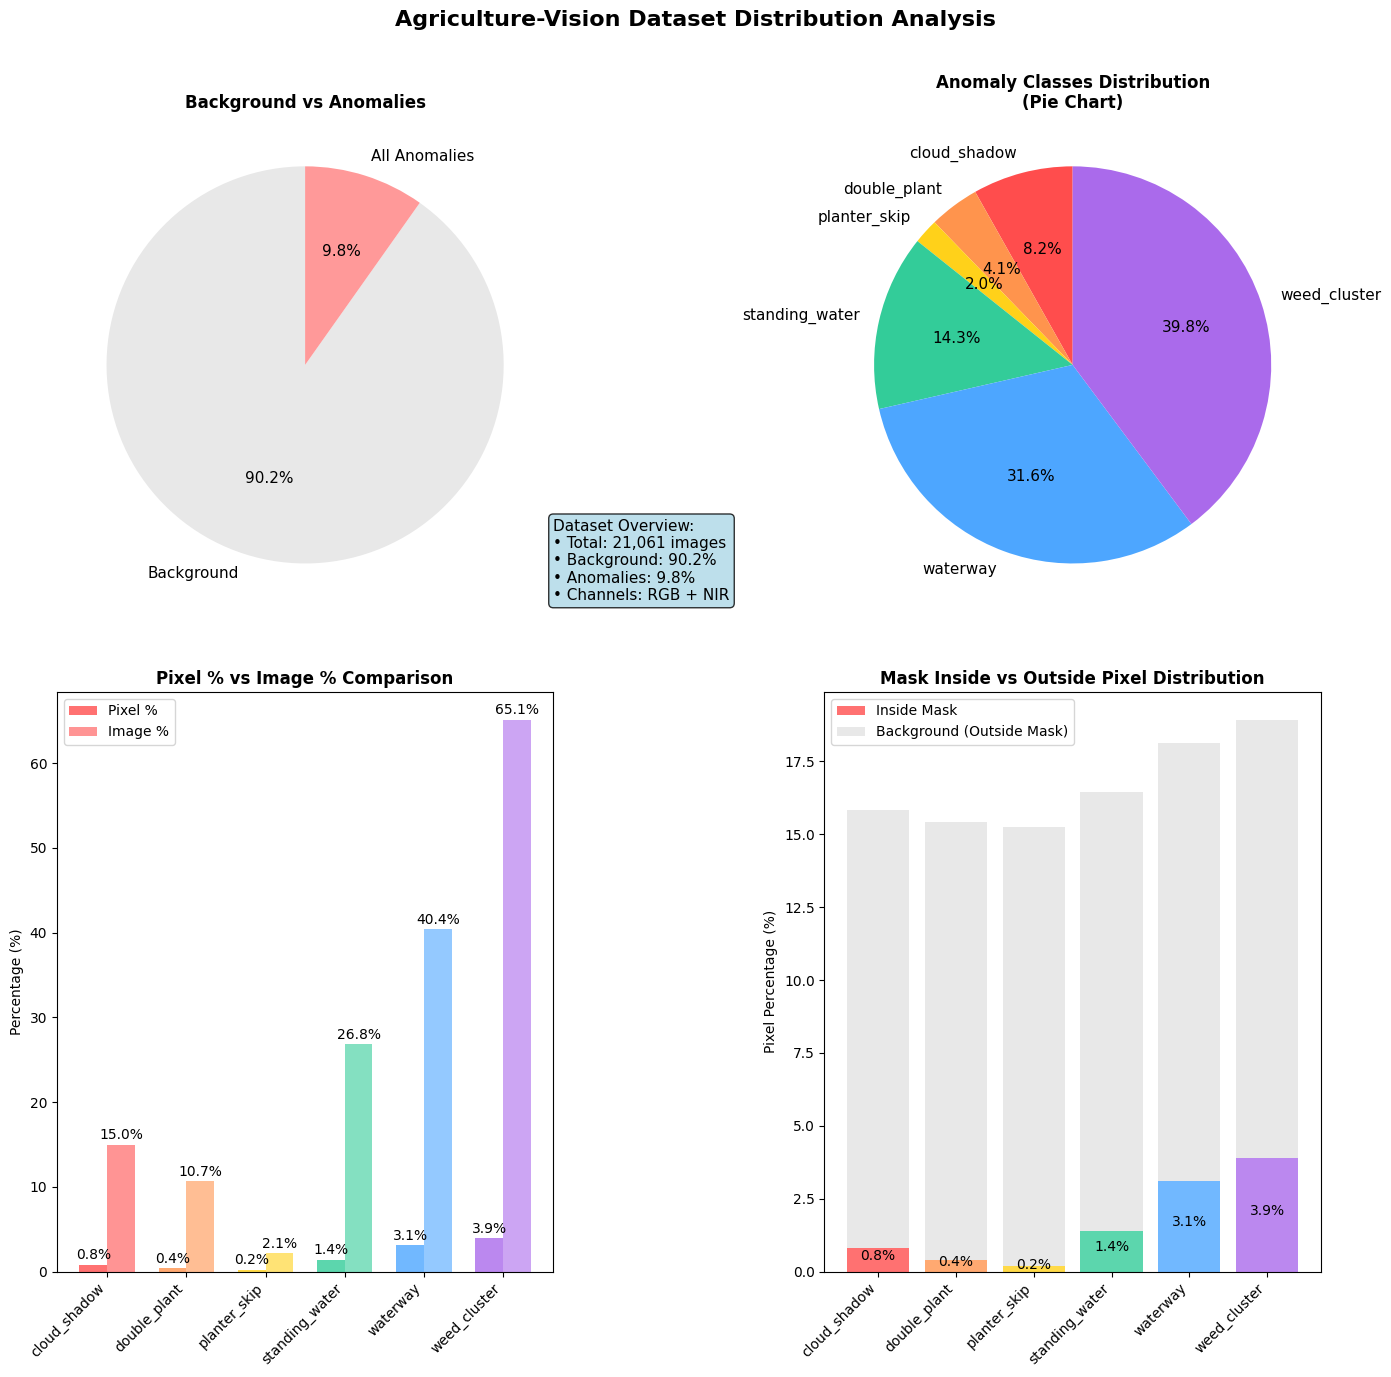 Agriculture-Vision Dataset Distribution Analysis
Background vs Anomalies
All Anomalies
9.8%
90.2%
Background
Anomaly Classes Distribution
(Pie Chart)
cloud_shadow
double_plant
planter_skip
standing_water
waterway
weed_cluster
8.2%
4.1%
2.0%
14.3%
31.6%
39.8%
Dataset Overview:
• Total: 21,061 images
• Background: 90.2%
• Anomalies: 9.8%
• Channels: RGB + NIR
Pixel % vs Image % Comparison
Pixel %
Image %
Percentage (%)
60
50
40
30
20
10
0
0.8%
15.0%
0.4%
10.7%
0.2%
2.1%
1.4%
26.8%
3.1%
40.4%
3.9%
65.1%
cloud_shadow
double_plant
planter_skip
standing_water
waterway
weed_cluster
Mask Inside vs Outside Pixel Distribution
Inside Mask
Background (Outside Mask)
Pixel Percentage (%)
17.5
15.0
12.5
10.0
7.5
5.0
2.5
0.0
0.8%
0.4%
0.2%
1.4%
3.1%
3.9%
cloud_shadow
double_plant
planter_skip
standing_water
waterway
weed_cluster